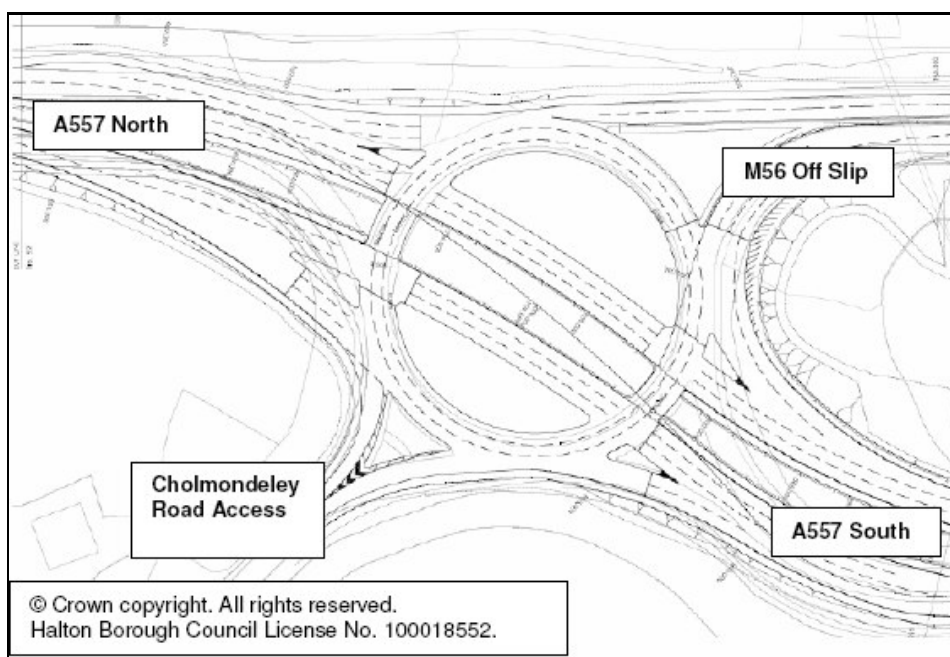 A557 North
M56 Off Slip
Cholmondeley
Road Access
A557 South
© Crown copyright. All rights reserved.
Halton Borough Council License No. 100018552.